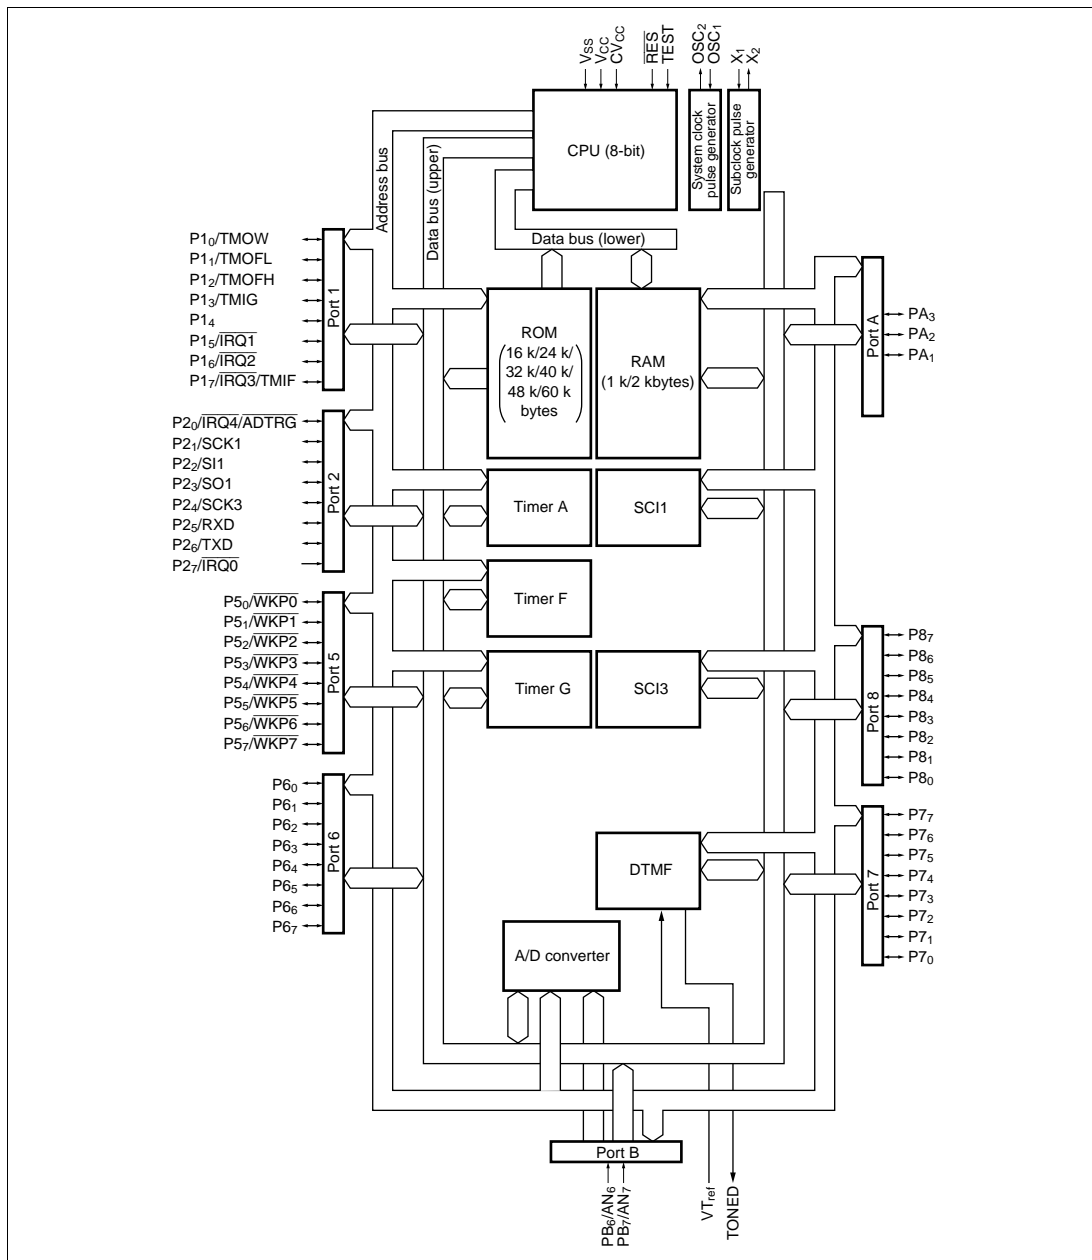 VSS
VCC
CVCC
RES
TEST
OSC2
OSC1
X1
X2
CPU (8-bit)
System clock
pulse generator
Subclock pulse
generator
Address bus
Data bus (upper)
Data bus (lower)
P10/TMOW
P11/TMOFL
P12/TMOFH
P13/TMIG
P14
P15/IRQ1
P16/IRQ2
P17/IRQ3/TMIF
Port 1
ROM
(16 k/24 k/
32 k/40 k/
48 k/60 k
bytes)
RAM
(1 k/2 kbytes)
Port A
PA3
PA2
PA1
P20/IRQ4/ADTRG
P21/SCK1
P22/SI1
P23/SO1
P24/SCK3
P25/RXD
P26/TXD
P27/IRQ0
Port 2
Timer A
SCI1
Timer F
P50/WKP0
P51/WKP1
P52/WKP2
P53/WKP3
P54/WKP4
P55/WKP5
P56/WKP6
P57/WKP7
Port 5
Timer G
SCI3
Port 8
P87
P86
P85
P84
P83
P82
P81
P80
P60
P61
P62
P63
P64
P65
P66
P67
Port 6
DTMF
Port 7
P77
P76
P75
P74
P73
P72
P71
P70
A/D converter
Port B
PB6/AN6
PB7/AN7
VTref
TONED